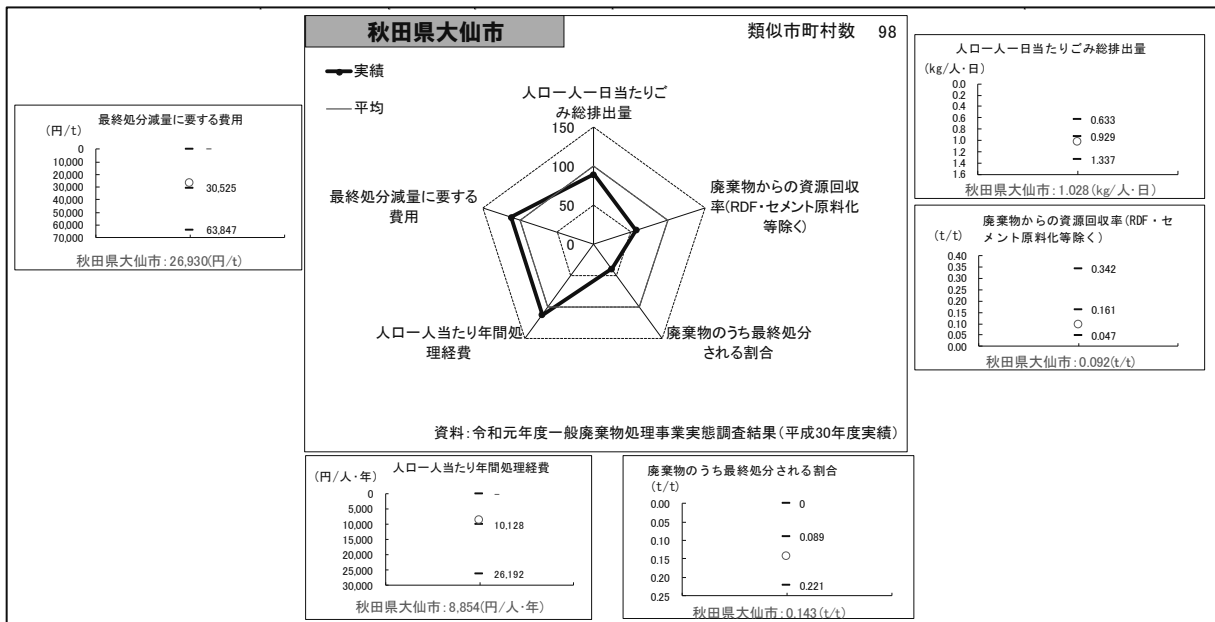 秋田県大仙市
類似市町村数 98
実績
平均
人口一人一日当たりご
み総排出量
廃棄物からの資源回収
率(RDF・セメント原料化
等除く)
廃棄物のうち最終処分
される割合
人口一人当たり年間処
理経費
最終処分減量に要する
費用
150
100
50
0
資料:令和元年度一般廃棄物処理事業実態調査結果(平成30年度実績)
最終処分減量に要する費用
(円/t)
0
10,000
20,000
30,000
40,000
50,000
60,000
70,000
-
30,525
63,847
秋田県大仙市:26,930(円/t)
人口一人一日当たりごみ総排出量
(kg/人・日)
0.0
0.2
0.4
0.6
0.8
1.0
1.2
1.4
1.6
0.633
0.929
1.337
秋田県大仙市:1.028(kg/人・日)
廃棄物からの資源回収率(RDF・セ
メント原料化等除く)
(t/t)
0.40
0.35
0.30
0.25
0.20
0.15
0.10
0.05
0.00
0.342
0.161
0.047
秋田県大仙市:0.092(t/t)
人口一人当たり年間処理経費
(円/人・年)
0
5,000
10,000
15,000
20,000
25,000
30,000
-
10,128
26,192
秋田県大仙市:8,854(円/人・年)
廃棄物のうち最終処分される割合
(t/t)
0.00
0.05
0.10
0.15
0.20
0.25
0
0.089
0.221
秋田県大仙市:0.143(t/t)